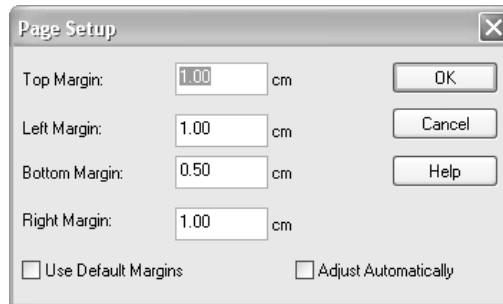 Page Setup
Top Margin: 1.00 cm OK
Left Margin: 1.00 cm Cancel
Bottom Margin: 0.50 cm Help
Right Margin: 1.00 cm
Use Default Margins Adjust Automatically